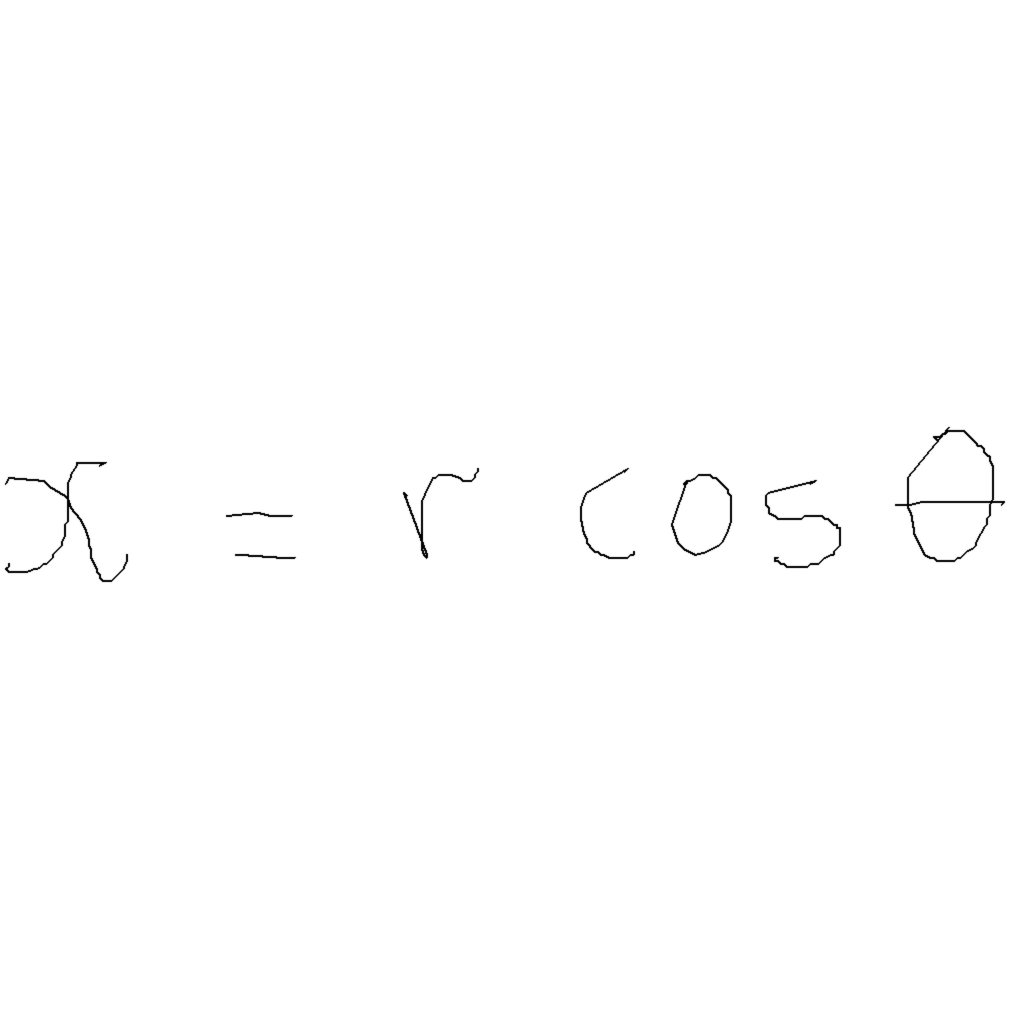 x = r cos θ